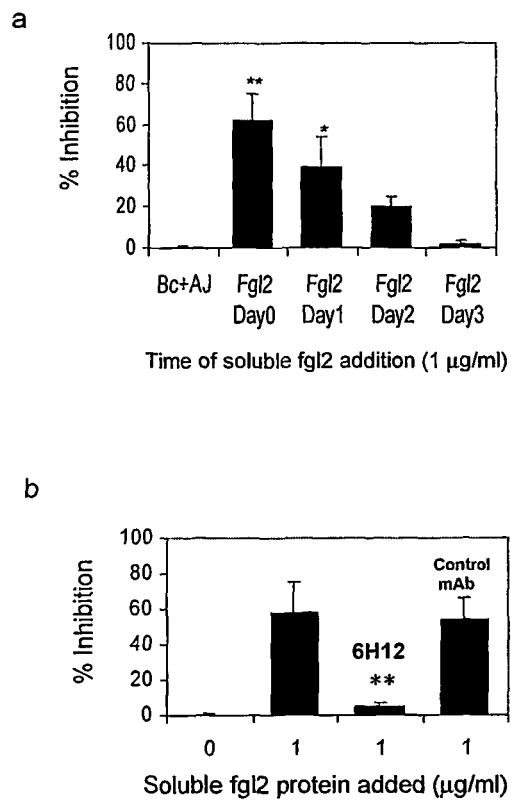 a
% Inhibition
100
80
60
40
20
0
**
*
Bc+AJ Fgl2 Fgl2 Fgl2 Fgl2
Day0 Day1 Day2 Day3
Time of soluble fgl2 addition (1 µg/ml)
b
% Inhibition
100
80
60
40
20
0
Control
mAb
6H12
**
0 1 1 1
Soluble fgl2 protein added (µg/ml)